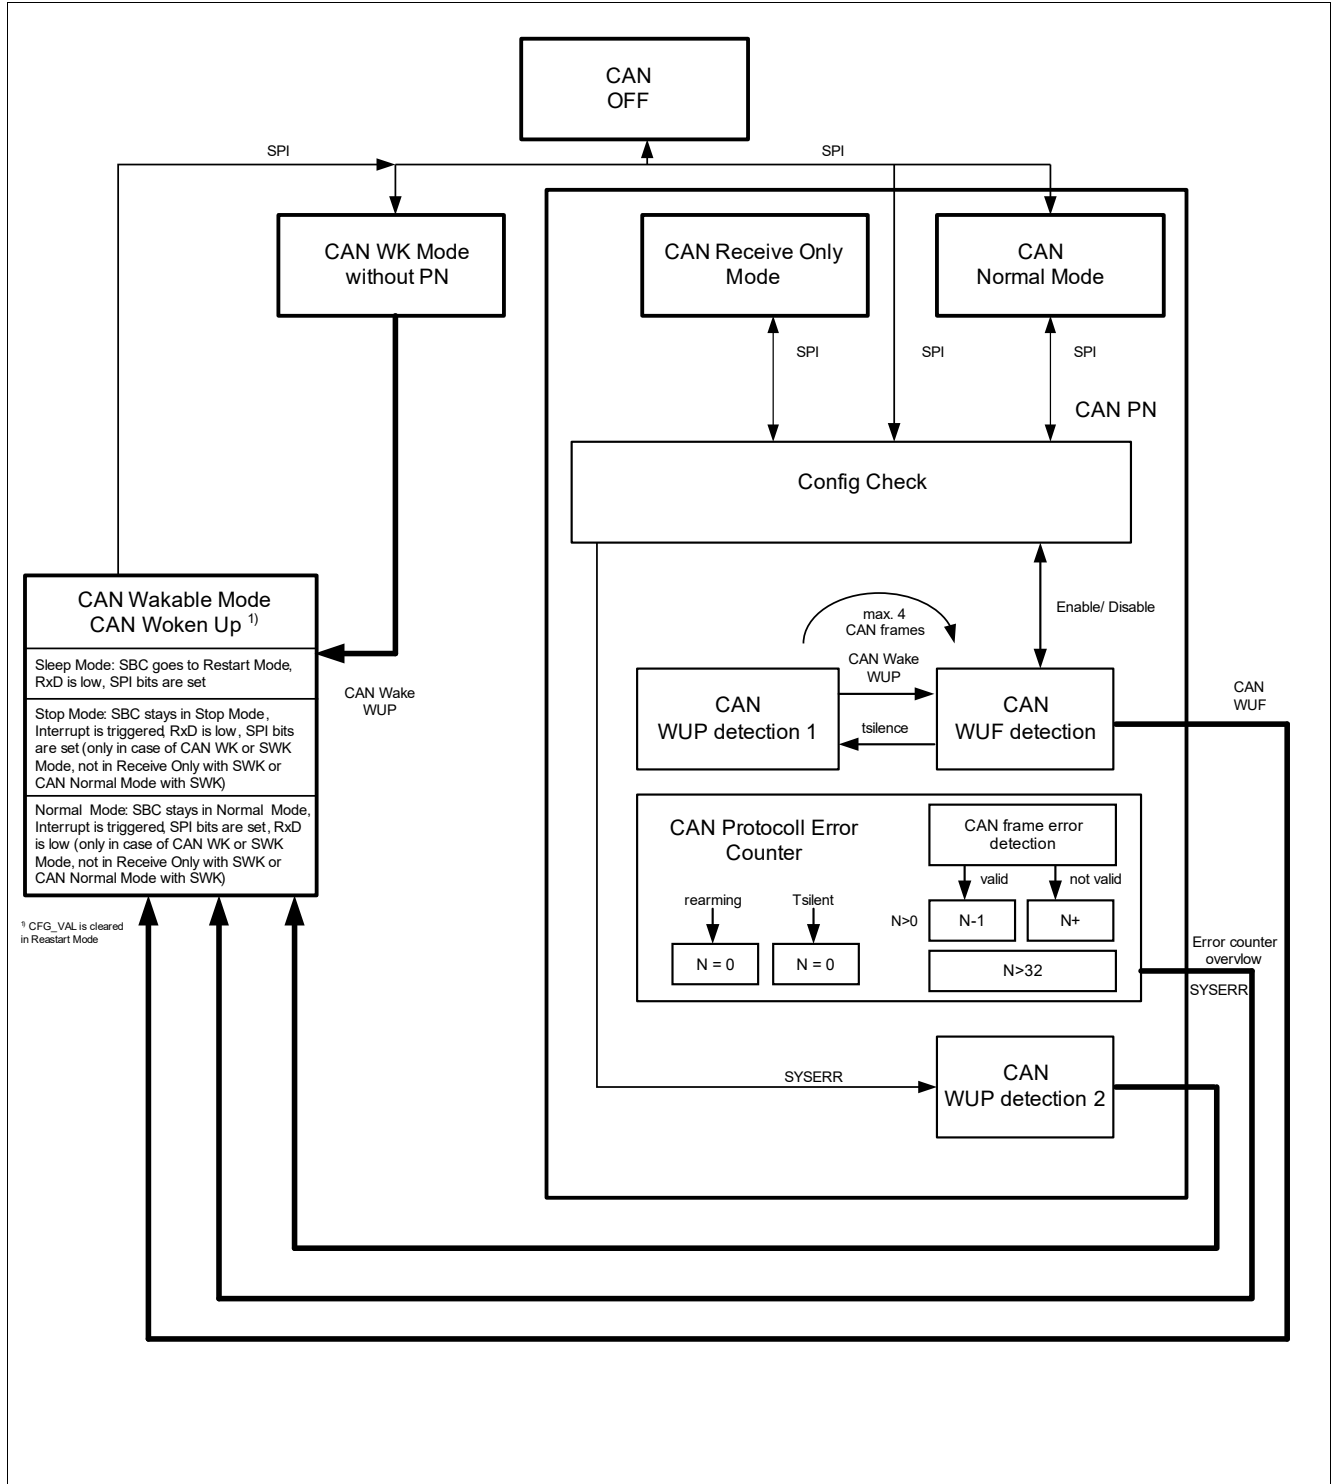 CAN
OFF
SPI
SPI
CAN WK Mode
without PN
CAN Receive Only
Mode
CAN
Normal Mode
SPI
SPI
SPI
CAN PN
Config Check
CAN Wakable Mode
CAN Woken Up 1)
Sleep Mode: SBC goes to Restart Mode,
RxD is low, SPI bits are set
Stop Mode: SBC stays in Stop Mode,
Interrupt is triggered, RxD is low, SPI bits
are set (only in case of CAN WK or SWK
Mode, not in Receive Only with SWK or
CAN Normal Mode with SWK)
Normal Mode: SBC stays in Normal Mode,
Interrupt is triggered, SPI bits are set, RxD
is low (only in case of CAN WK or SWK
Mode, not in Receive Only with SWK or
CAN Normal Mode with SWK)
1) CFG_VAL is cleared
in Reastart Mode
CAN Wake
WUP
max. 4
CAN frames
Enable/ Disable
CAN Wake
WUP
CAN
WUP detection 1
tsilence
CAN
WUF detection
CAN
WUF
CAN Protocoll Error
Counter
CAN frame error
detection
valid
not valid
rearming
Tsilent
N>0
N-1
N+
N = 0
N = 0
N>32
Error counter
overvlow
SYSERR
SYSERR
CAN
WUP detection 2